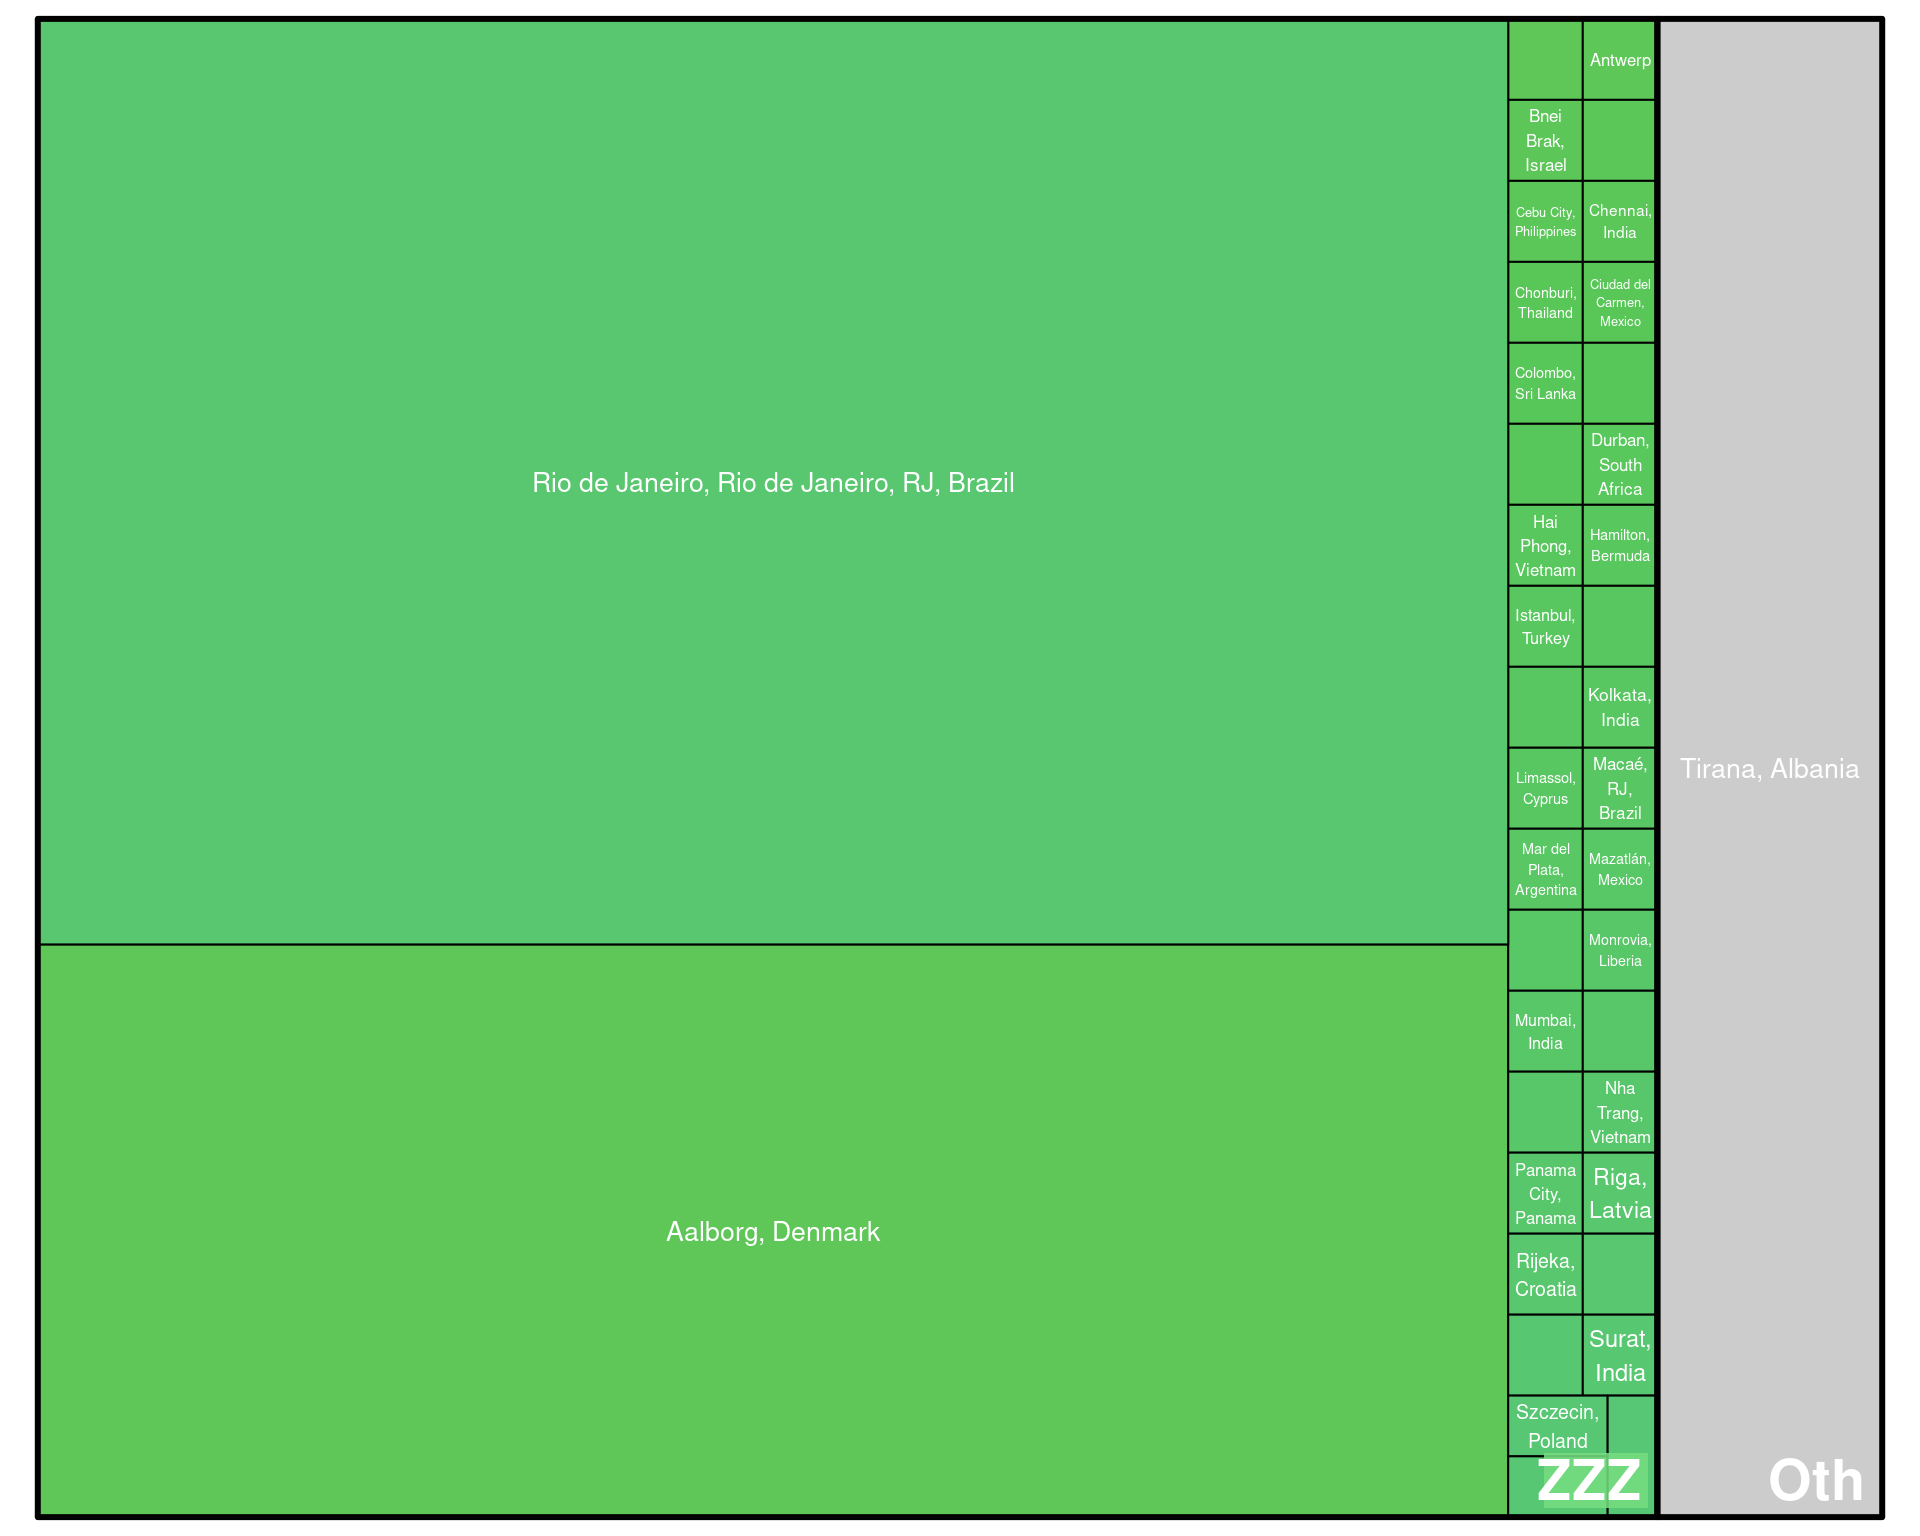 Rio de Janeiro, Rio de Janeiro, RJ, Brazil
Aalborg, Denmark
Antwerp
Bnei
Brak,
Israel
Cebu City,
Philippines
Chennai,
India
Chonburi,
Thailand
Ciudad del
Carmen,
Mexico
Colombo,
Sri Lanka
Durban,
South
Africa
Hai
Phong,
Vietnam
Hamilton,
Bermuda
Istanbul,
Turkey
Kolkata,
India
Limassol,
Cyprus
Macaé,
RJ,
Brazil
Mar del
Plata,
Argentina
Mazatlán,
Mexico
Monrovia,
Liberia
Mumbai,
India
Nha
Trang,
Vietnam
Panama
City,
Panama
Riga,
Latvia
Rijeka,
Croatia
Surat,
India
Szczecin,
Poland
ZZZ
Tirana, Albania
Oth